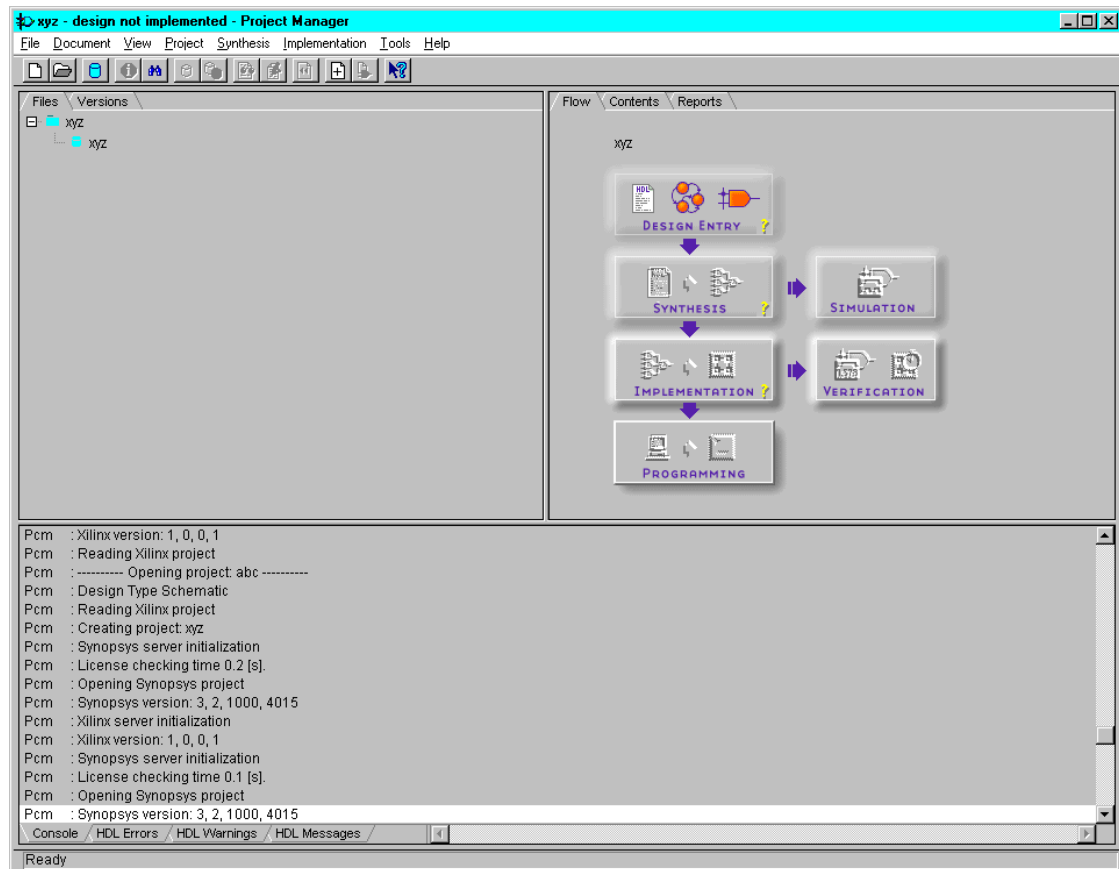 xyz - design not implemented - Project Manager
File Document View Project Synthesis Implementation Tools Help
Files Versions
xyz
xyz
Flow Contents Reports
xyz
HDL
DESIGN ENTRY ?
SYNTHESIS ?
SIMULATION
IMPLEMENTATION ?
VERIFICATION
PROGRAMMING
Pcm : Xilinx version: 1, 0, 0, 1
Pcm : Reading Xilinx project
Pcm : ---------- Opening project: abc ----------
Pcm : Design Type Schematic
Pcm : Reading Xilinx project
Pcm : Creating project: xyz
Pcm : Synopsys server initialization
Pcm : License checking time 0.2 [s].
Pcm : Opening Synopsys project
Pcm : Synopsys version: 3, 2, 1000, 4015
Pcm : Xilinx server initialization
Pcm : Xilinx version: 1, 0, 0, 1
Pcm : Synopsys server initialization
Pcm : License checking time 0.1 [s].
Pcm : Opening Synopsys project
Pcm : Synopsys version: 3, 2, 1000, 4015
Console HDL Errors HDL Warnings HDL Messages
Ready